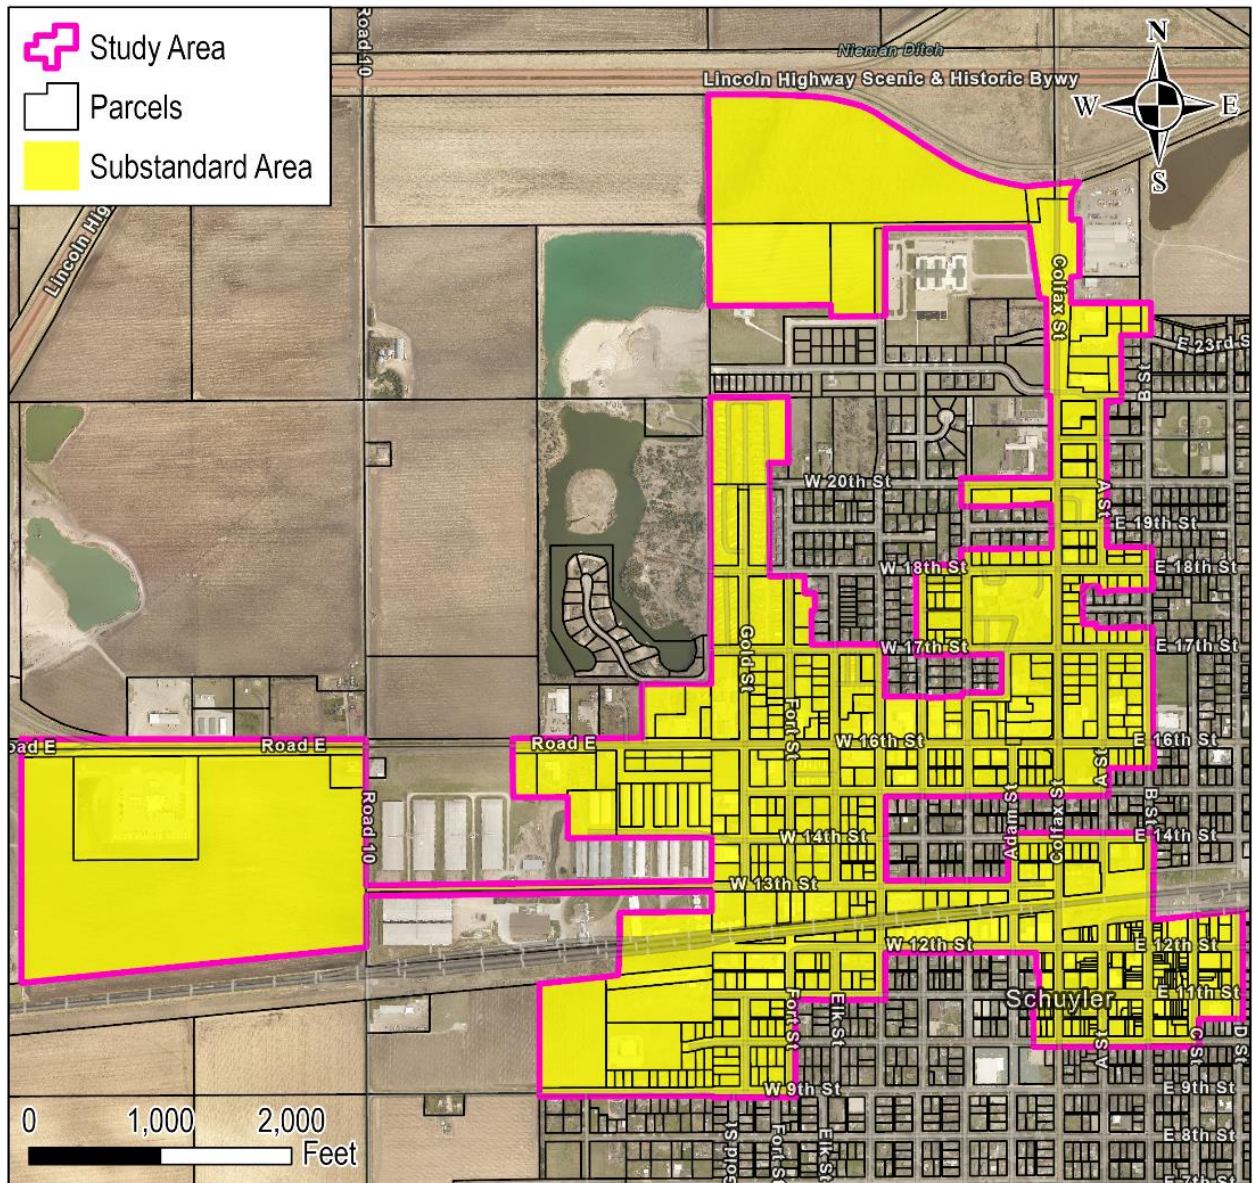 Study Area
Parcels
Substandard Area
Road 10
Nieman Ditch
Lincoln Highway Scenic & Historic Bywy
N
W
E
S
Lincoln Hig
Colfax St
E 23rd S
B St
W 20th St
A St
E 19th St
W 18th St
E 18th St
Gold St
W 17th St
E 17th St
Fort St
oad E
Road E
Road E
W 16th St
E 16th St
A St
Road 10
Adam St
Colfax St
B St
W 14th St
E 14th St
W 13th St
W 12th St
E 12th St
Fort St
Elk St
Schuyler
E 11th St
A St
C St
D St
W 9th St
E 9th St
0
1,000
2,000
Feet
Gold St
Fort St
Elk St
E 8th St
E 7th St